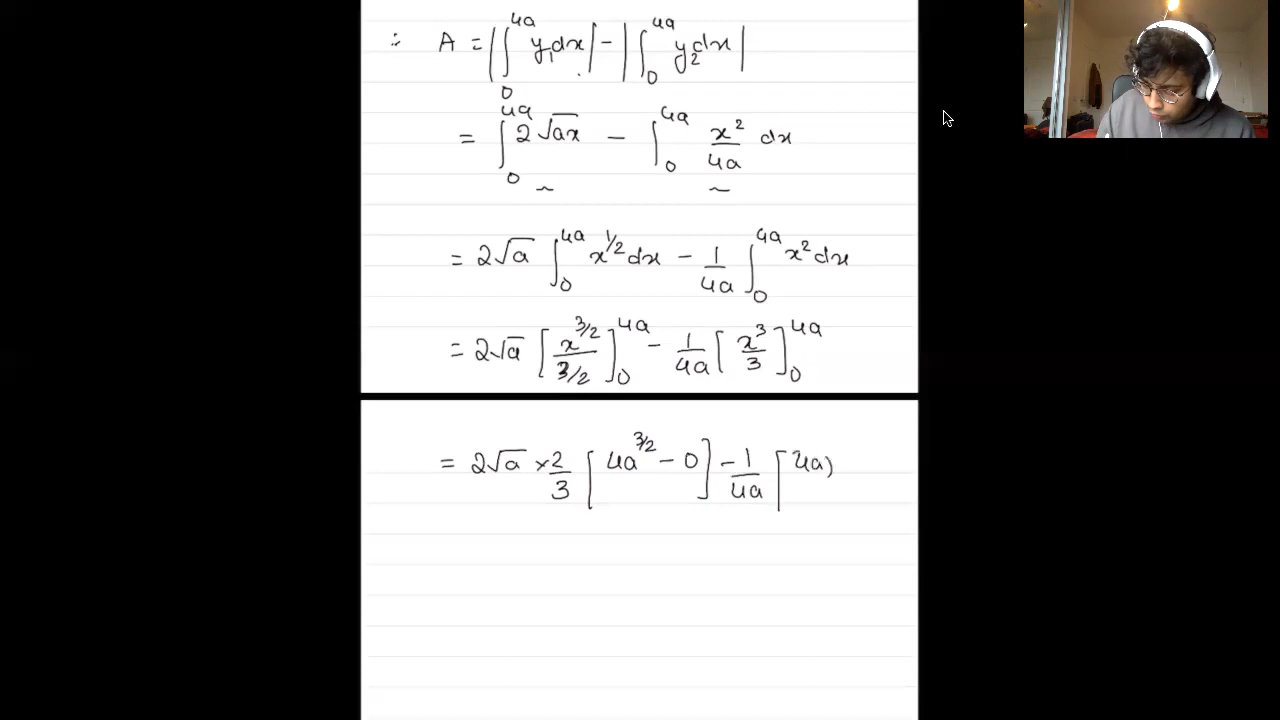 ∴ A = |∫₀^{4a} y₁dx| - |∫₀^{4a} y₂dx|
= ∫₀^{4a} 2√ax - ∫₀^{4a} x²/4a dx
= 2√a ∫₀^{4a} x^{1/2} dx - 1/4a ∫₀^{4a} x² dx
= 2√a [x^{3/2}/3/2]₀^{4a} - 1/4a [x³/3]₀^{4a}
= 2√a × 2/3 [4a^{3/2} - 0] - 1/4a [4a)